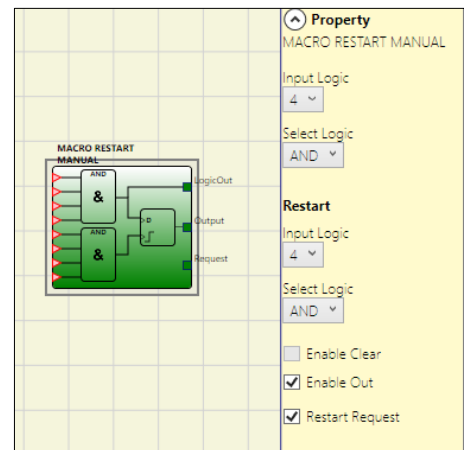 MACRO RESTART
MANUAL
AND
&
AND
&
D
LogicOut
Output
Request
Property
MACRO RESTART MANUAL
Input Logic
4
Select Logic
AND
Restart
Input Logic
4
Select Logic
AND
Enable Clear
Enable Out
Restart Request